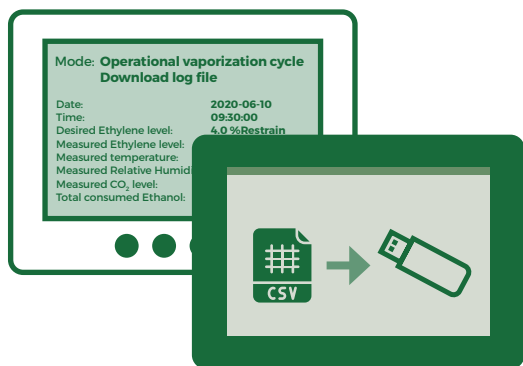 Mode: Operational vaporization cycle
Download log file
Date: 2020-06-10
Time: 09:30:00
Desired Ethylene level: 4.0 %Restrain
Measured Ethylene level:
Measured temperature:
Measured Relative Humidi
Measured CO₂ level:
Total consumed Ethanol:
CSV